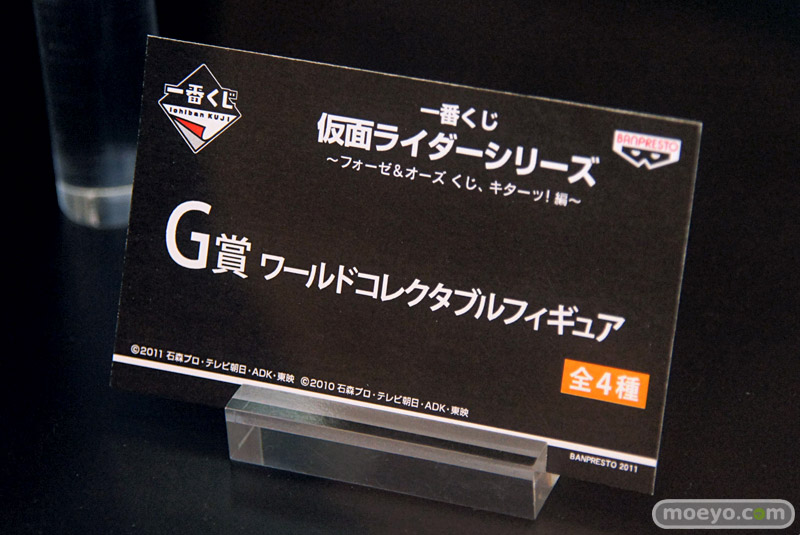 一番くじ
Ichiban KUJI
一番くじ
仮面ライダーシリーズ
～フォーゼ＆オーズ くじ、キターッ! 編～
BANPRESTO
G賞 ワールドコレクタブルフィギュア
全4種
©2011 石森プロ・テレビ朝日・ADK・東映 ©2010 石森プロ・テレビ朝日・ADK・東映
BANPRESTO 2011
moeyo.com